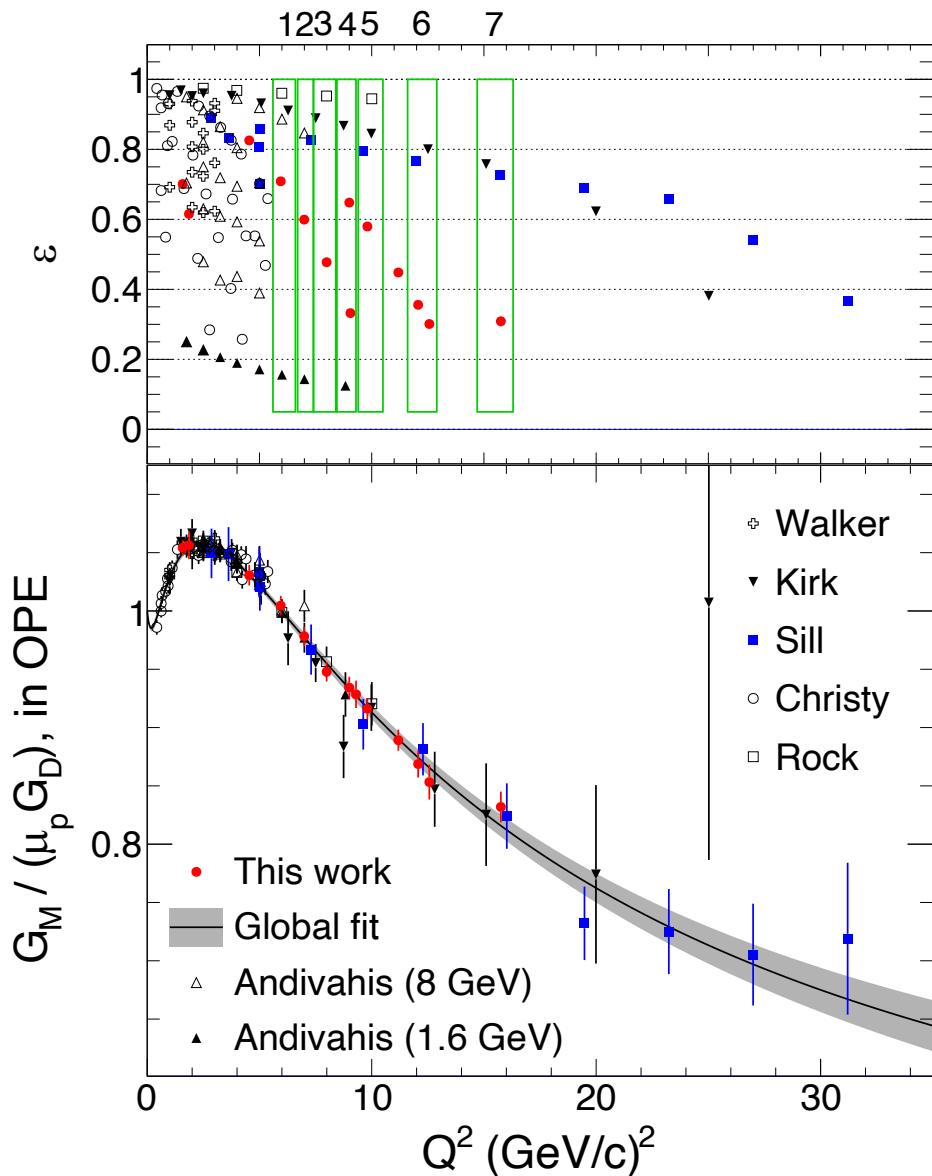 1 2 3 4 5 6 7
1
0.8
0.6
0.4
0.2
0
ε
Walker
Kirk
Sill
Christy
Rock
1
0.8
G_M / (μ_p G_D), in OPE
This work
Global fit
Andivahis (8 GeV)
Andivahis (1.6 GeV)
0 10 20 30
Q² (GeV/c)²